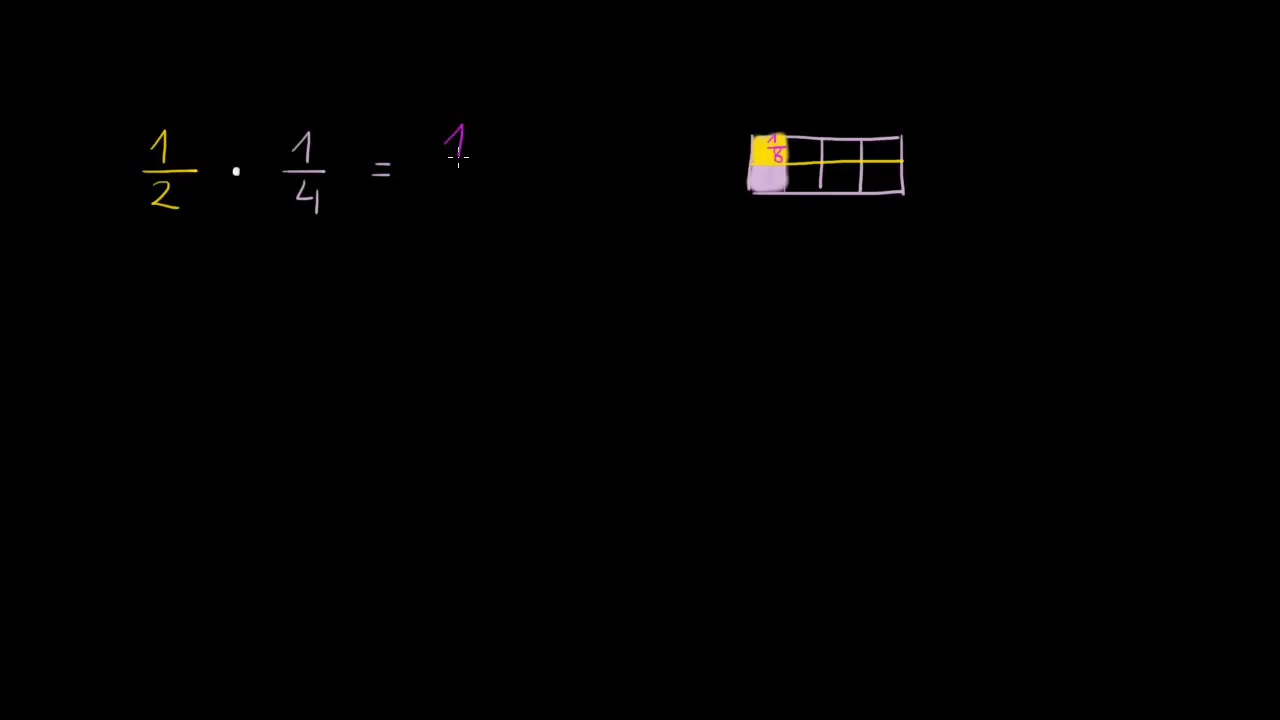 1/2 · 1/4 = 1
1/8